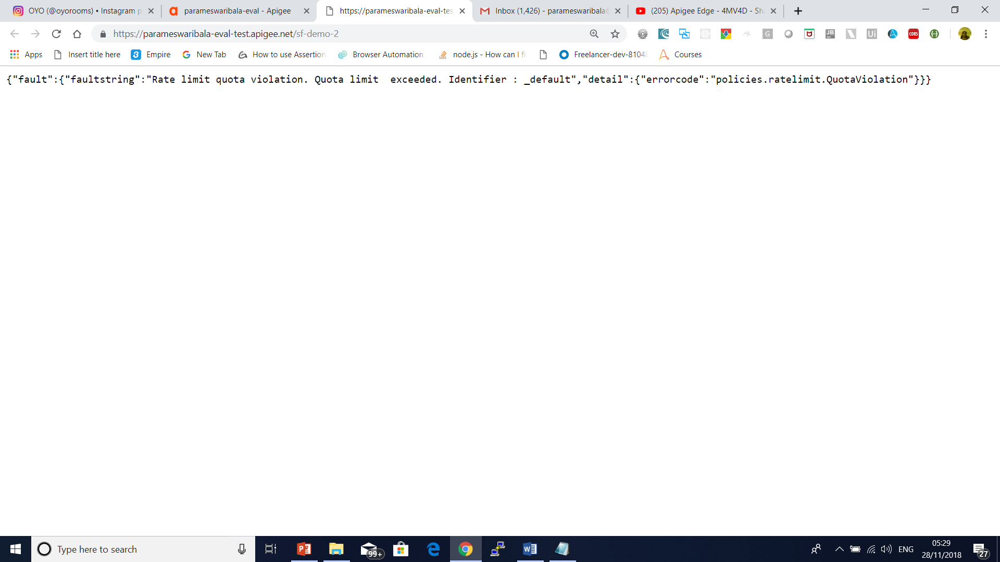 OYO (@oyorooms) • Instagram p
parameswaribala-eval - Apigee
https://parameswaribala-eval-tes
Inbox (1,426) - parameswaribala@
(205) Apigee Edge - 4MV4D - Sh
https://parameswaribala-eval-test.apigee.net/sf-demo-2
G
JB
Ui
CORS
Apps
Insert title here
Empire
New Tab
How to use Assertion
Browser Automation
node.js - How can I fi
Freelancer-dev-8104
Courses
{"fault":{"faultstring":"Rate limit quota violation. Quota limit  exceeded. Identifier : _default","detail":{"errorcode":"policies.ratelimit.QuotaViolation"}}}
Type here to search
99+
ENG
05:29
28/11/2018
27